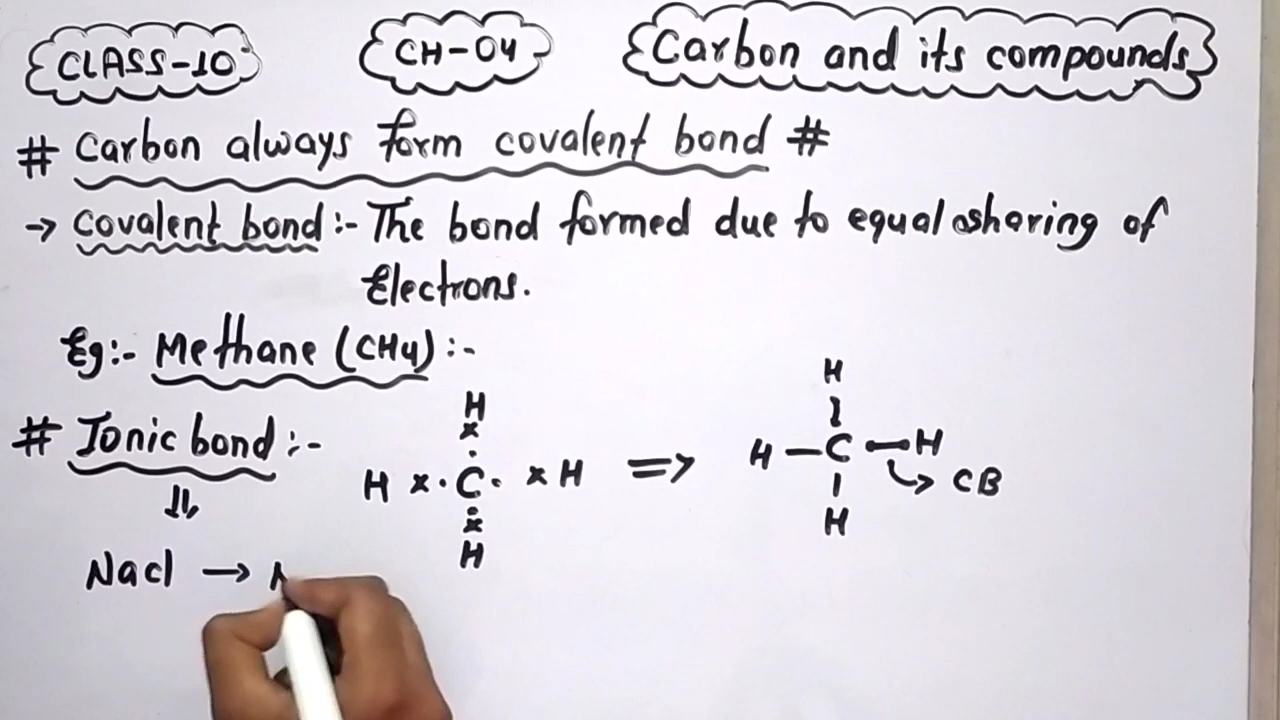 CLASS-10 CH-04 Carbon and its compounds
# Carbon always form covalent bond #
→ Covalent bond :- The bond formed due to equal sharing of
Electrons.
Eg:- Methane (CH4) :-
# Ionic bond :-
H
x
.
H x . C . x H
.
x
H
⇒
H
H — C — H
H
→ CB
Nacl → N